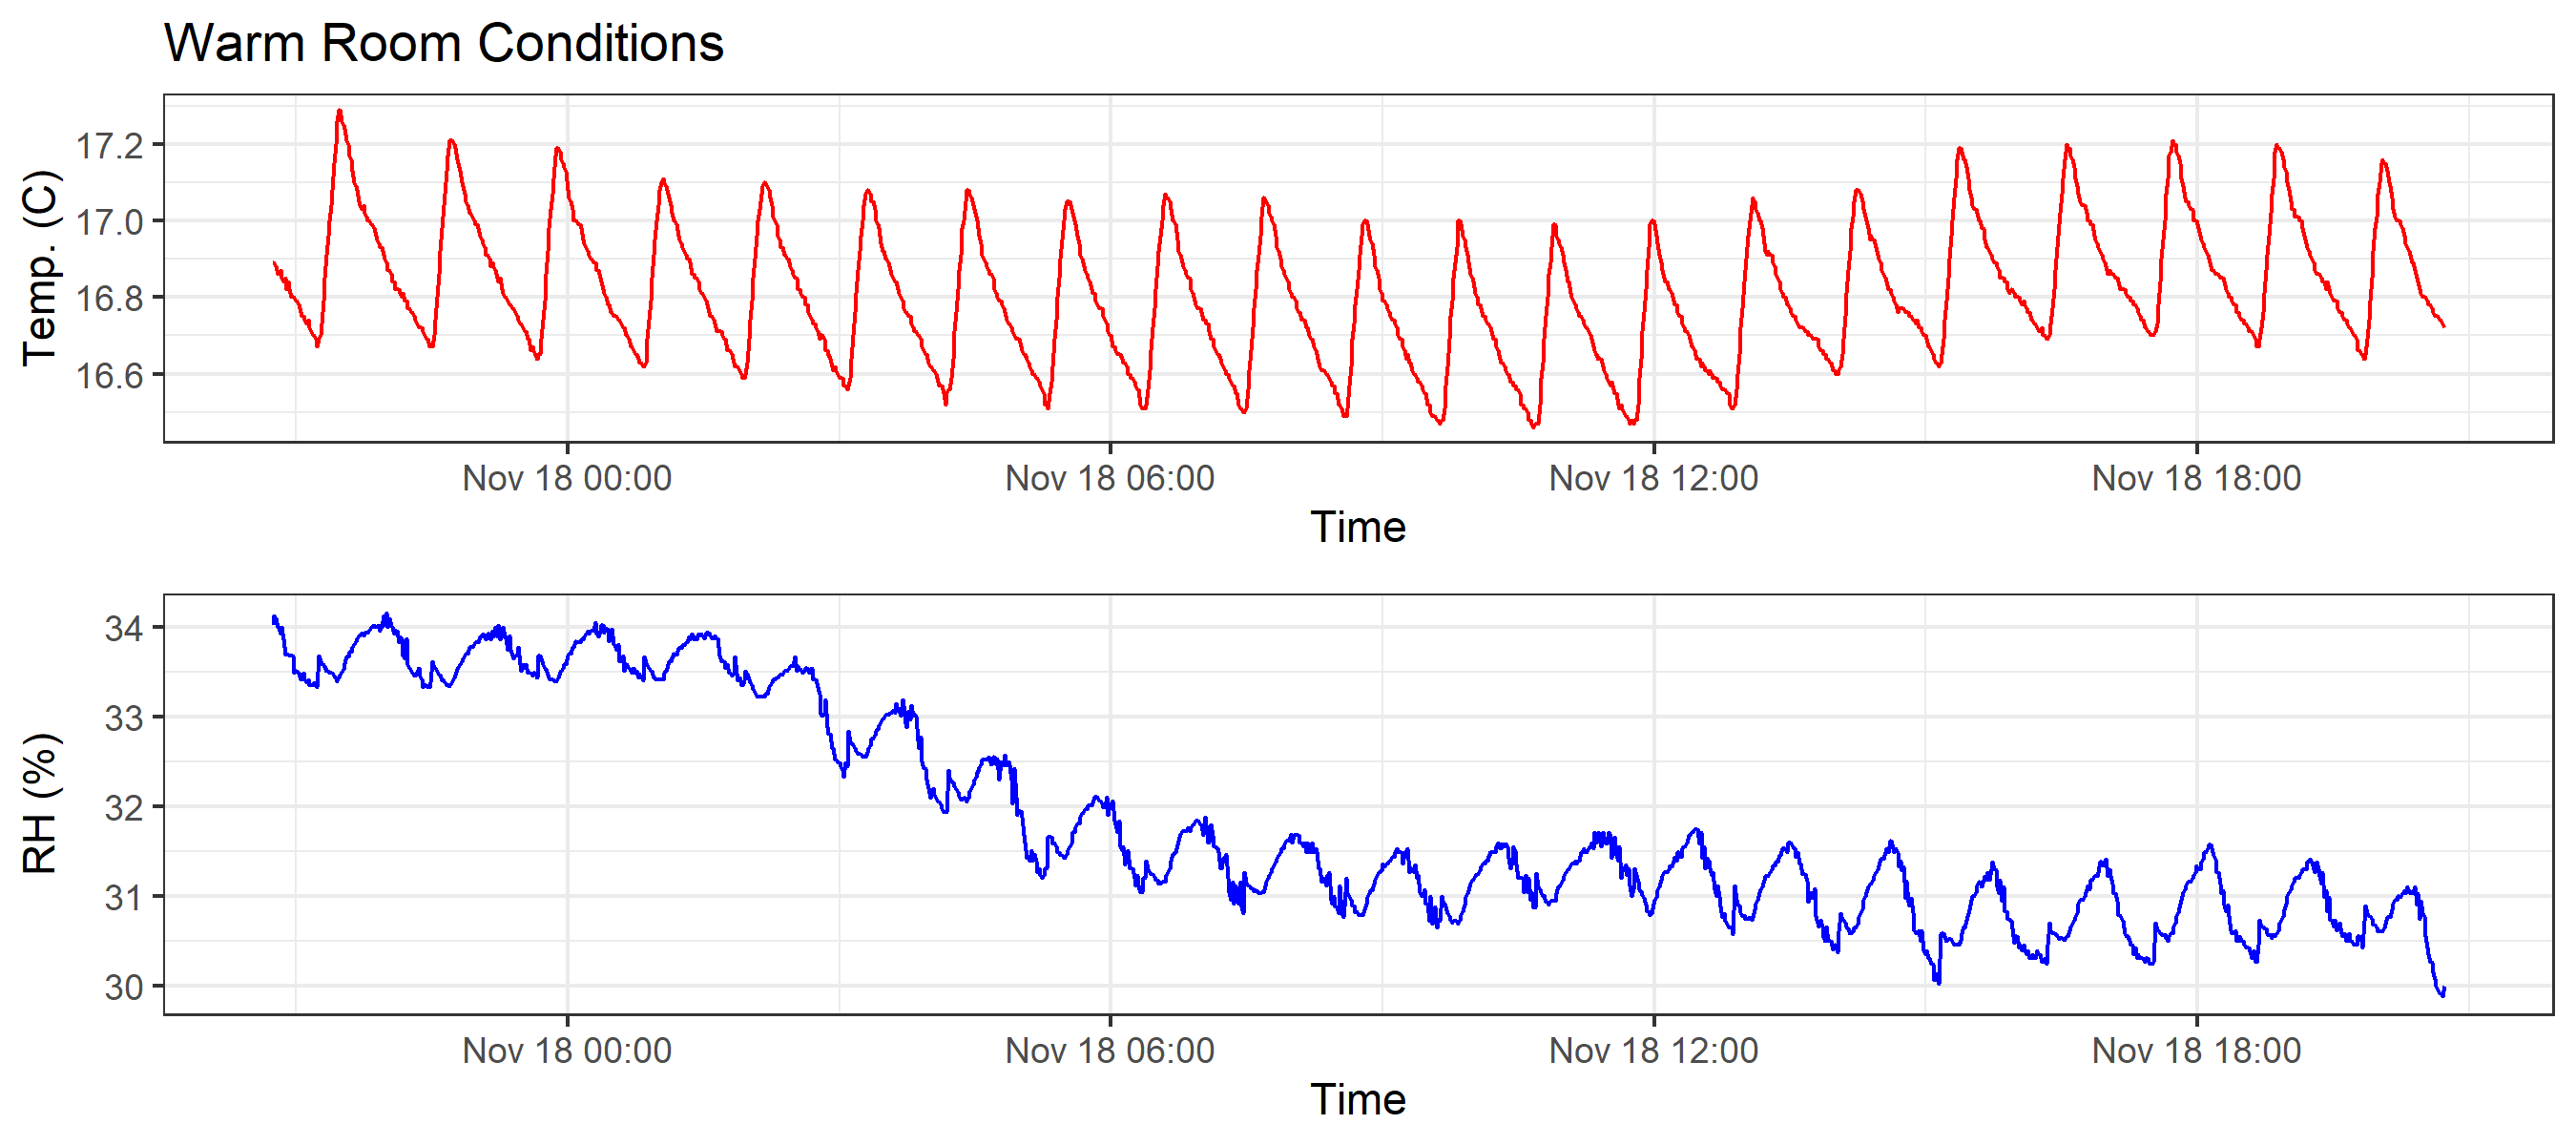 Warm Room Conditions
Temp. (C)
17.2
17.0
16.8
16.6
Nov 18 00:00 Nov 18 06:00 Nov 18 12:00 Nov 18 18:00
Time
RH (%)
34
33
32
31
30
Nov 18 00:00 Nov 18 06:00 Nov 18 12:00 Nov 18 18:00
Time